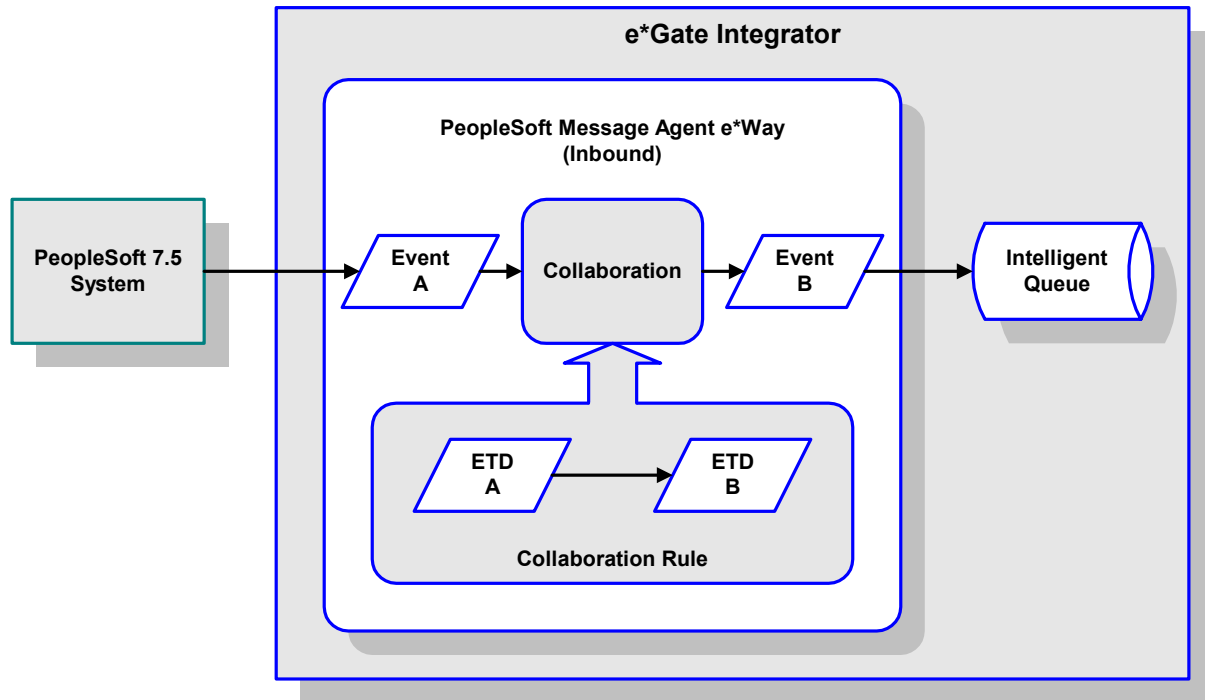 e*Gate Integrator
PeopleSoft Message Agent e*Way
(Inbound)
PeopleSoft 7.5
System
Event
A
Collaboration
Event
B
Intelligent
Queue
ETD
A
ETD
B
Collaboration Rule